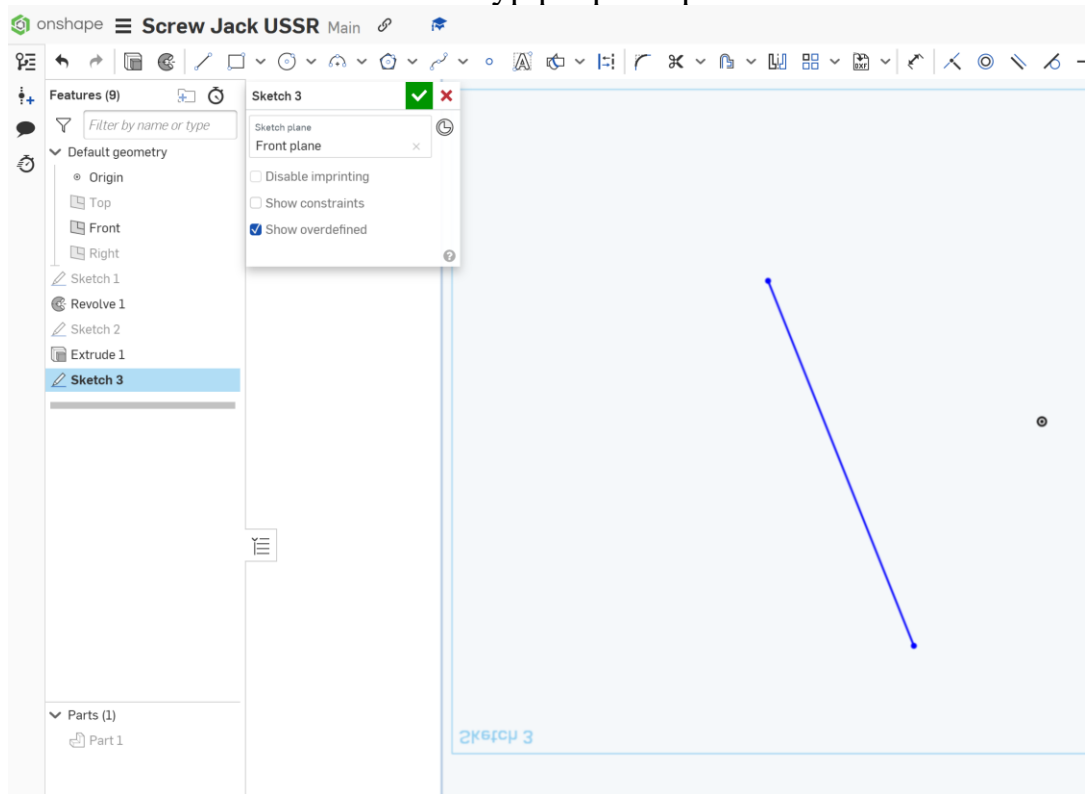 onshape Screw Jack USSR Main
Features (9)
Filter by name or type
Default geometry
Origin
Top
Front
Right
Sketch 1
Revolve 1
Sketch 2
Extrude 1
Sketch 3
Parts (1)
Part 1
Sketch 3
Sketch plane
Front plane
Disable imprinting
Show constraints
Show overdefined
Sketch 3